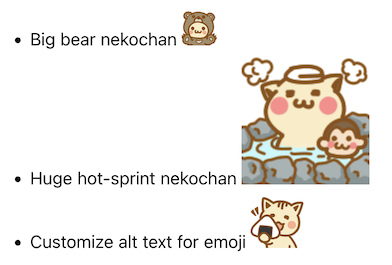 Big bear nekochan
Huge hot-sprint nekochan
Customize alt text for emoji